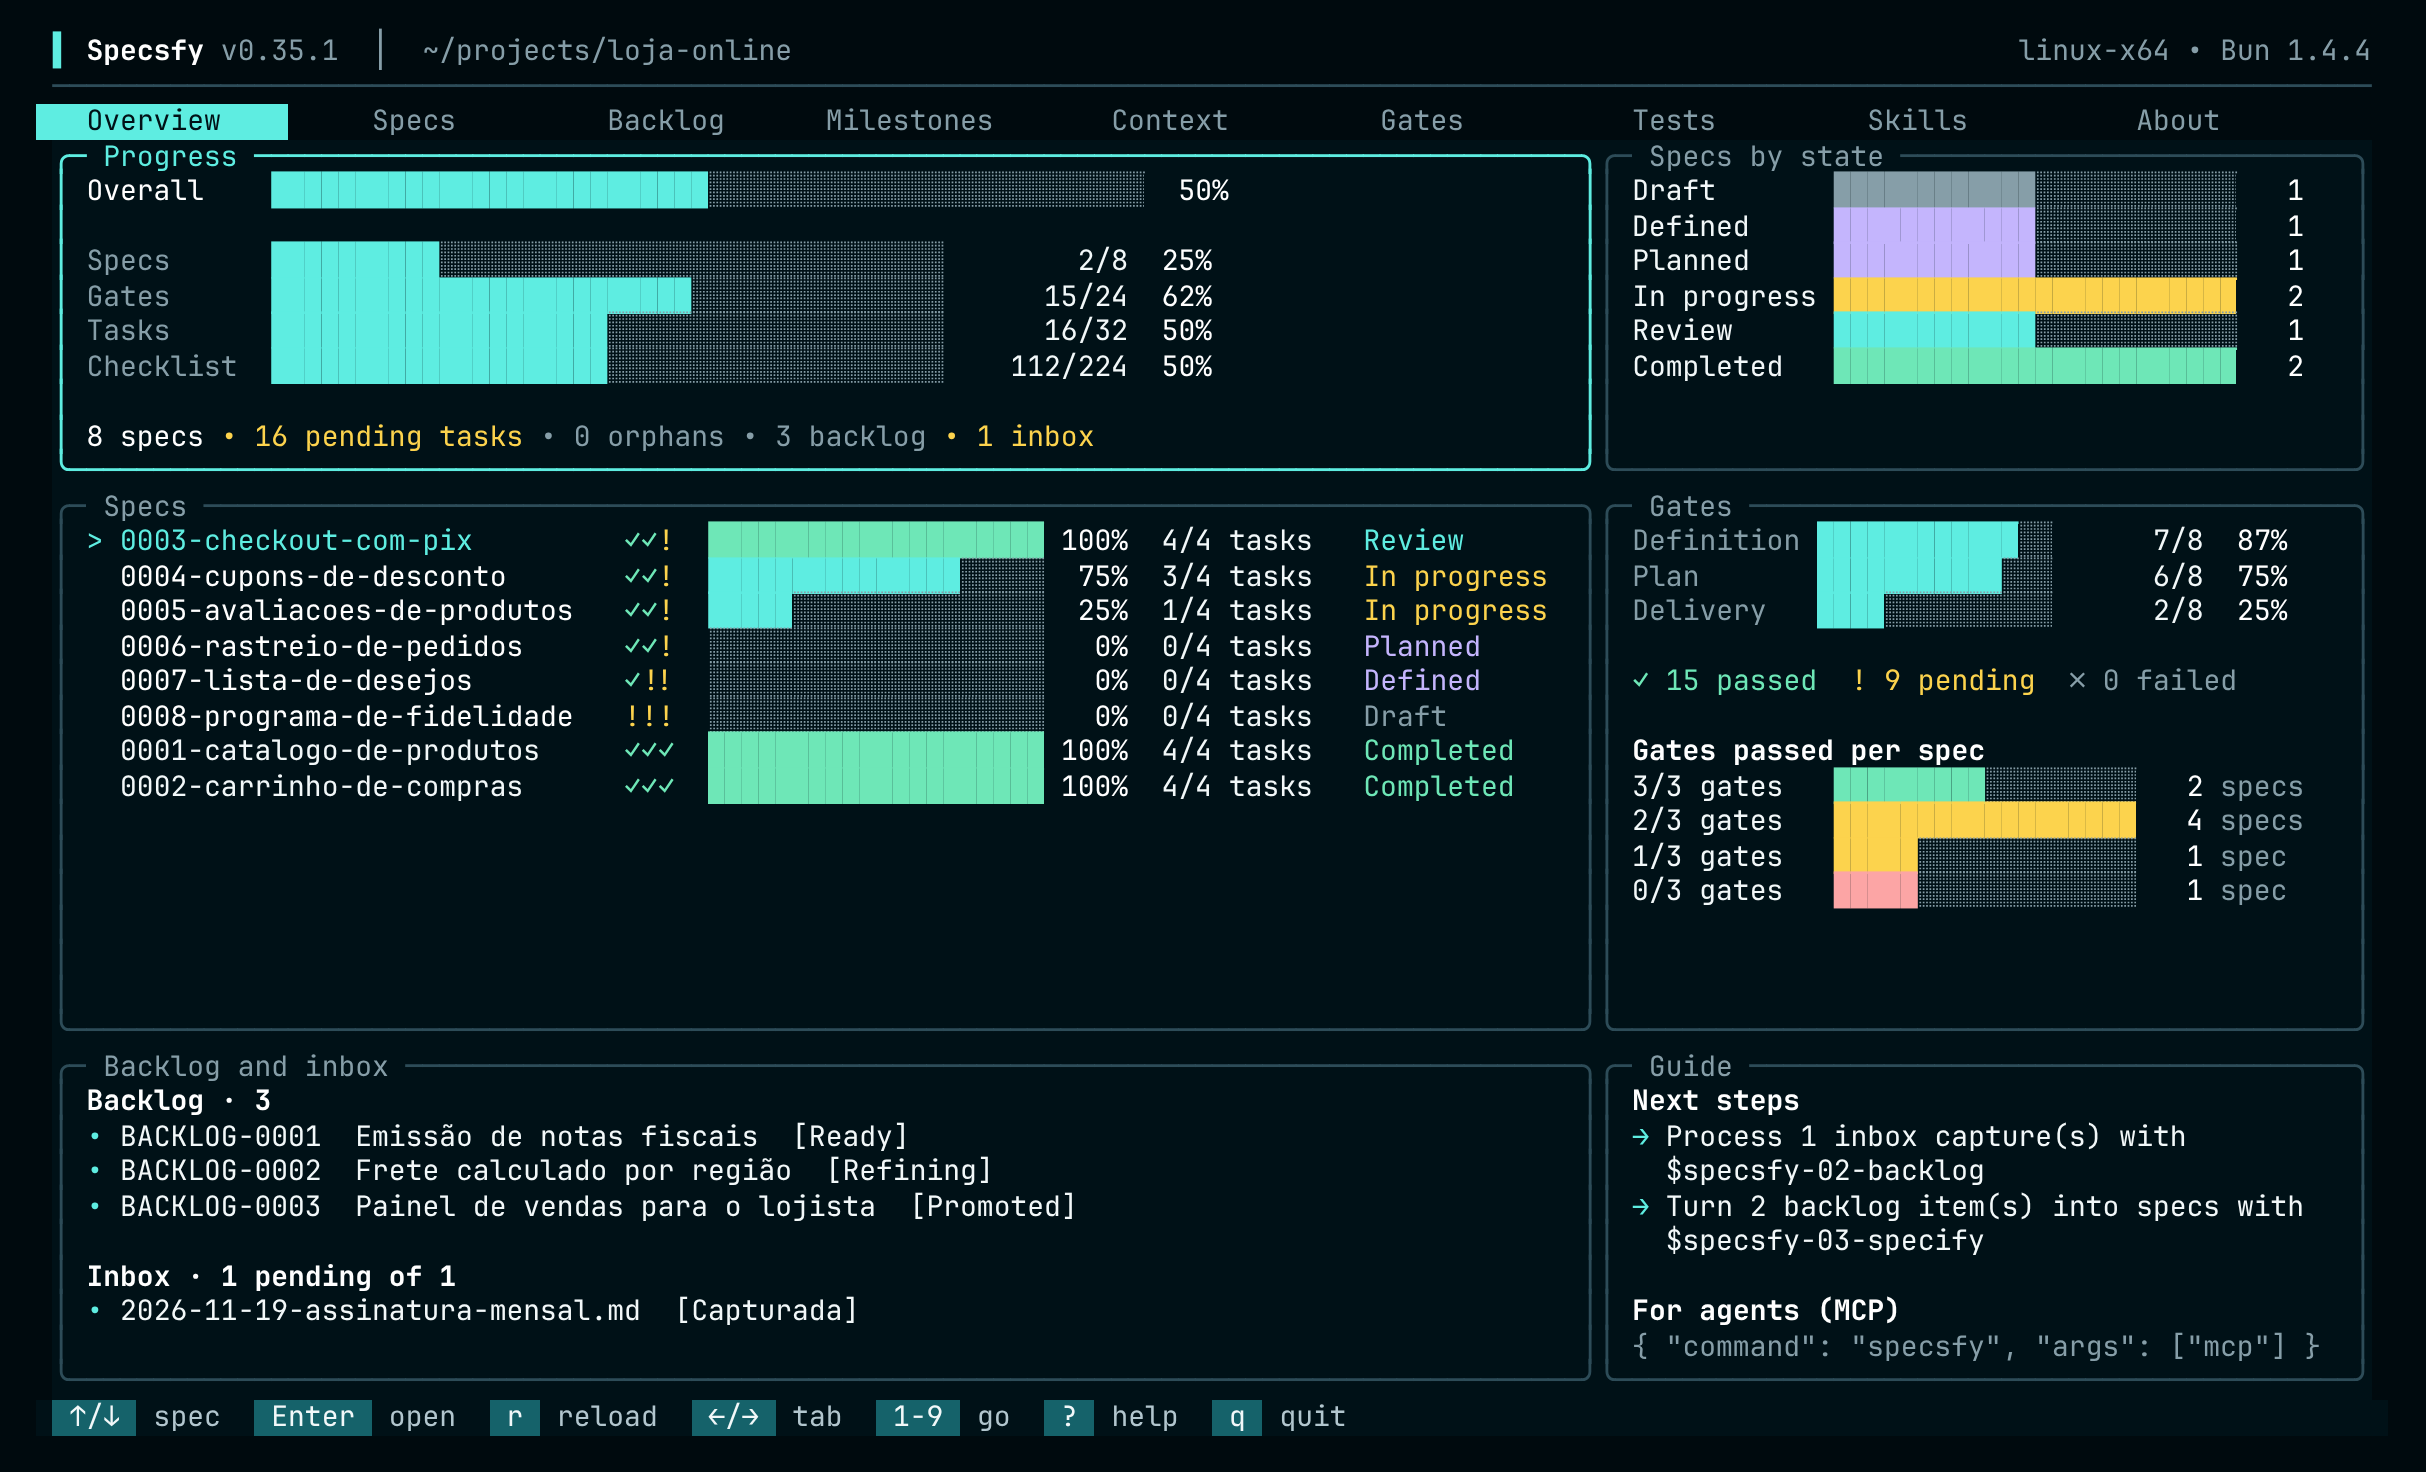 Specsfy v0.35.1 │ ~/projects/loja-online linux-x64 • Bun 1.4.4
Overview Specs Backlog Milestones Context Gates Tests Skills About
Progress
Overall 50%
Specs 2/8 25%
Gates 15/24 62%
Tasks 16/32 50%
Checklist 112/224 50%
8 specs • 16 pending tasks • 0 orphans • 3 backlog • 1 inbox
Specs by state
Draft 1
Defined 1
Planned 1
In progress 2
Review 1
Completed 2
Specs
> 0003-checkout-com-pix ✓✓! 100% 4/4 tasks Review
0004-cupons-de-desconto ✓✓! 75% 3/4 tasks In progress
0005-avaliacoes-de-produtos ✓✓! 25% 1/4 tasks In progress
0006-rastreio-de-pedidos ✓✓! 0% 0/4 tasks Planned
0007-lista-de-desejos ✓!! 0% 0/4 tasks Defined
0008-programa-de-fidelidade !!! 0% 0/4 tasks Draft
0001-catalogo-de-produtos ✓✓✓ 100% 4/4 tasks Completed
0002-carrinho-de-compras ✓✓✓ 100% 4/4 tasks Completed
Gates
Definition 7/8 87%
Plan 6/8 75%
Delivery 2/8 25%
✓ 15 passed ! 9 pending ✕ 0 failed
Gates passed per spec
3/3 gates 2 specs
2/3 gates 4 specs
1/3 gates 1 spec
0/3 gates 1 spec
Backlog and inbox
Backlog · 3
• BACKLOG-0001 Emissão de notas fiscais [Ready]
• BACKLOG-0002 Frete calculado por região [Refining]
• BACKLOG-0003 Painel de vendas para o lojista [Promoted]
Inbox · 1 pending of 1
• 2026-11-19-assinatura-mensal.md [Capturada]
Guide
Next steps
→ Process 1 inbox capture(s) with
$specsfy-02-backlog
→ Turn 2 backlog item(s) into specs with
$specsfy-03-specify
For agents (MCP)
{ "command": "specsfy", "args": ["mcp"] }
↑/↓ spec Enter open r reload ←/→ tab 1-9 go ? help q quit